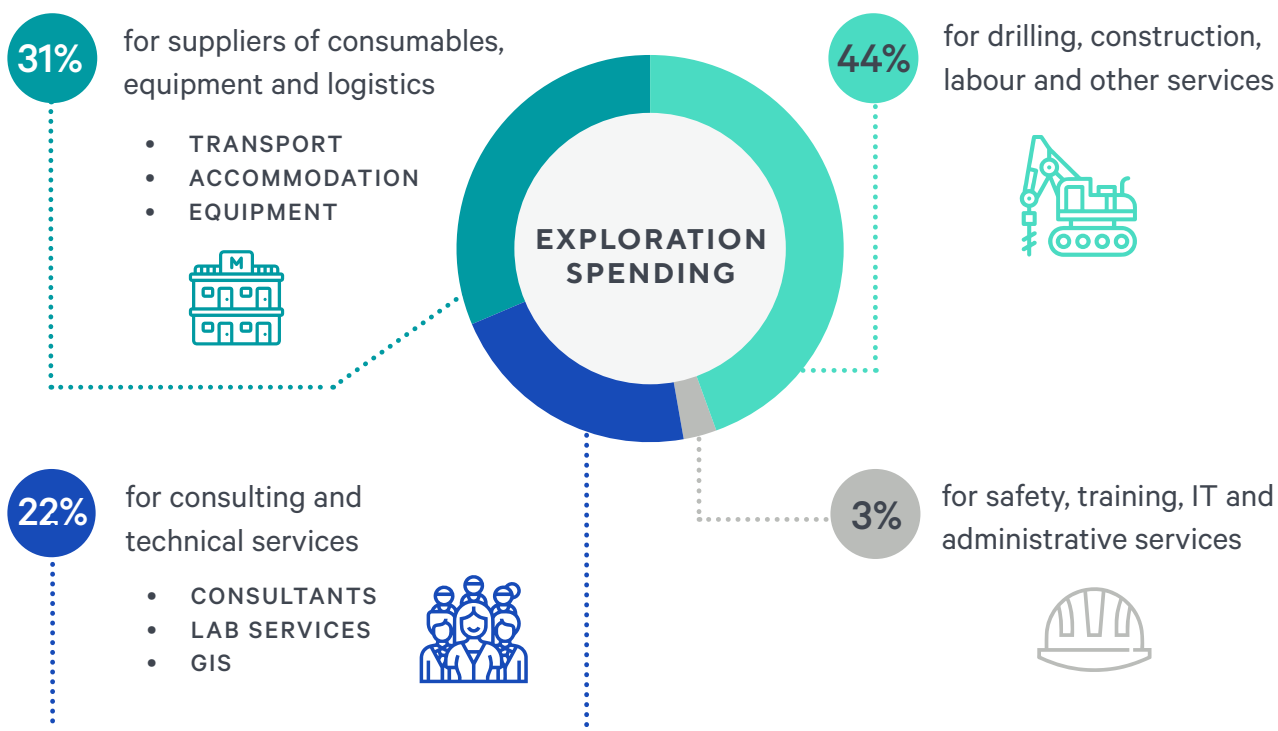 31%
for suppliers of consumables,
equipment and logistics
• TRANSPORT
• ACCOMMODATION
• EQUIPMENT
M
EXPLORATION
SPENDING
44%
for drilling, construction,
labour and other services
22%
for consulting and
technical services
• CONSULTANTS
• LAB SERVICES
• GIS
3%
for safety, training, IT and
administrative services